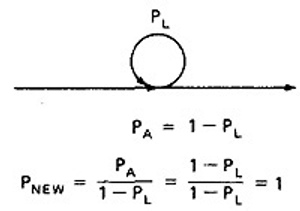 P_L
P_A = 1 - P_L
P_NEW = P_A / 1 - P_L = 1 - P_L / 1 - P_L = 1